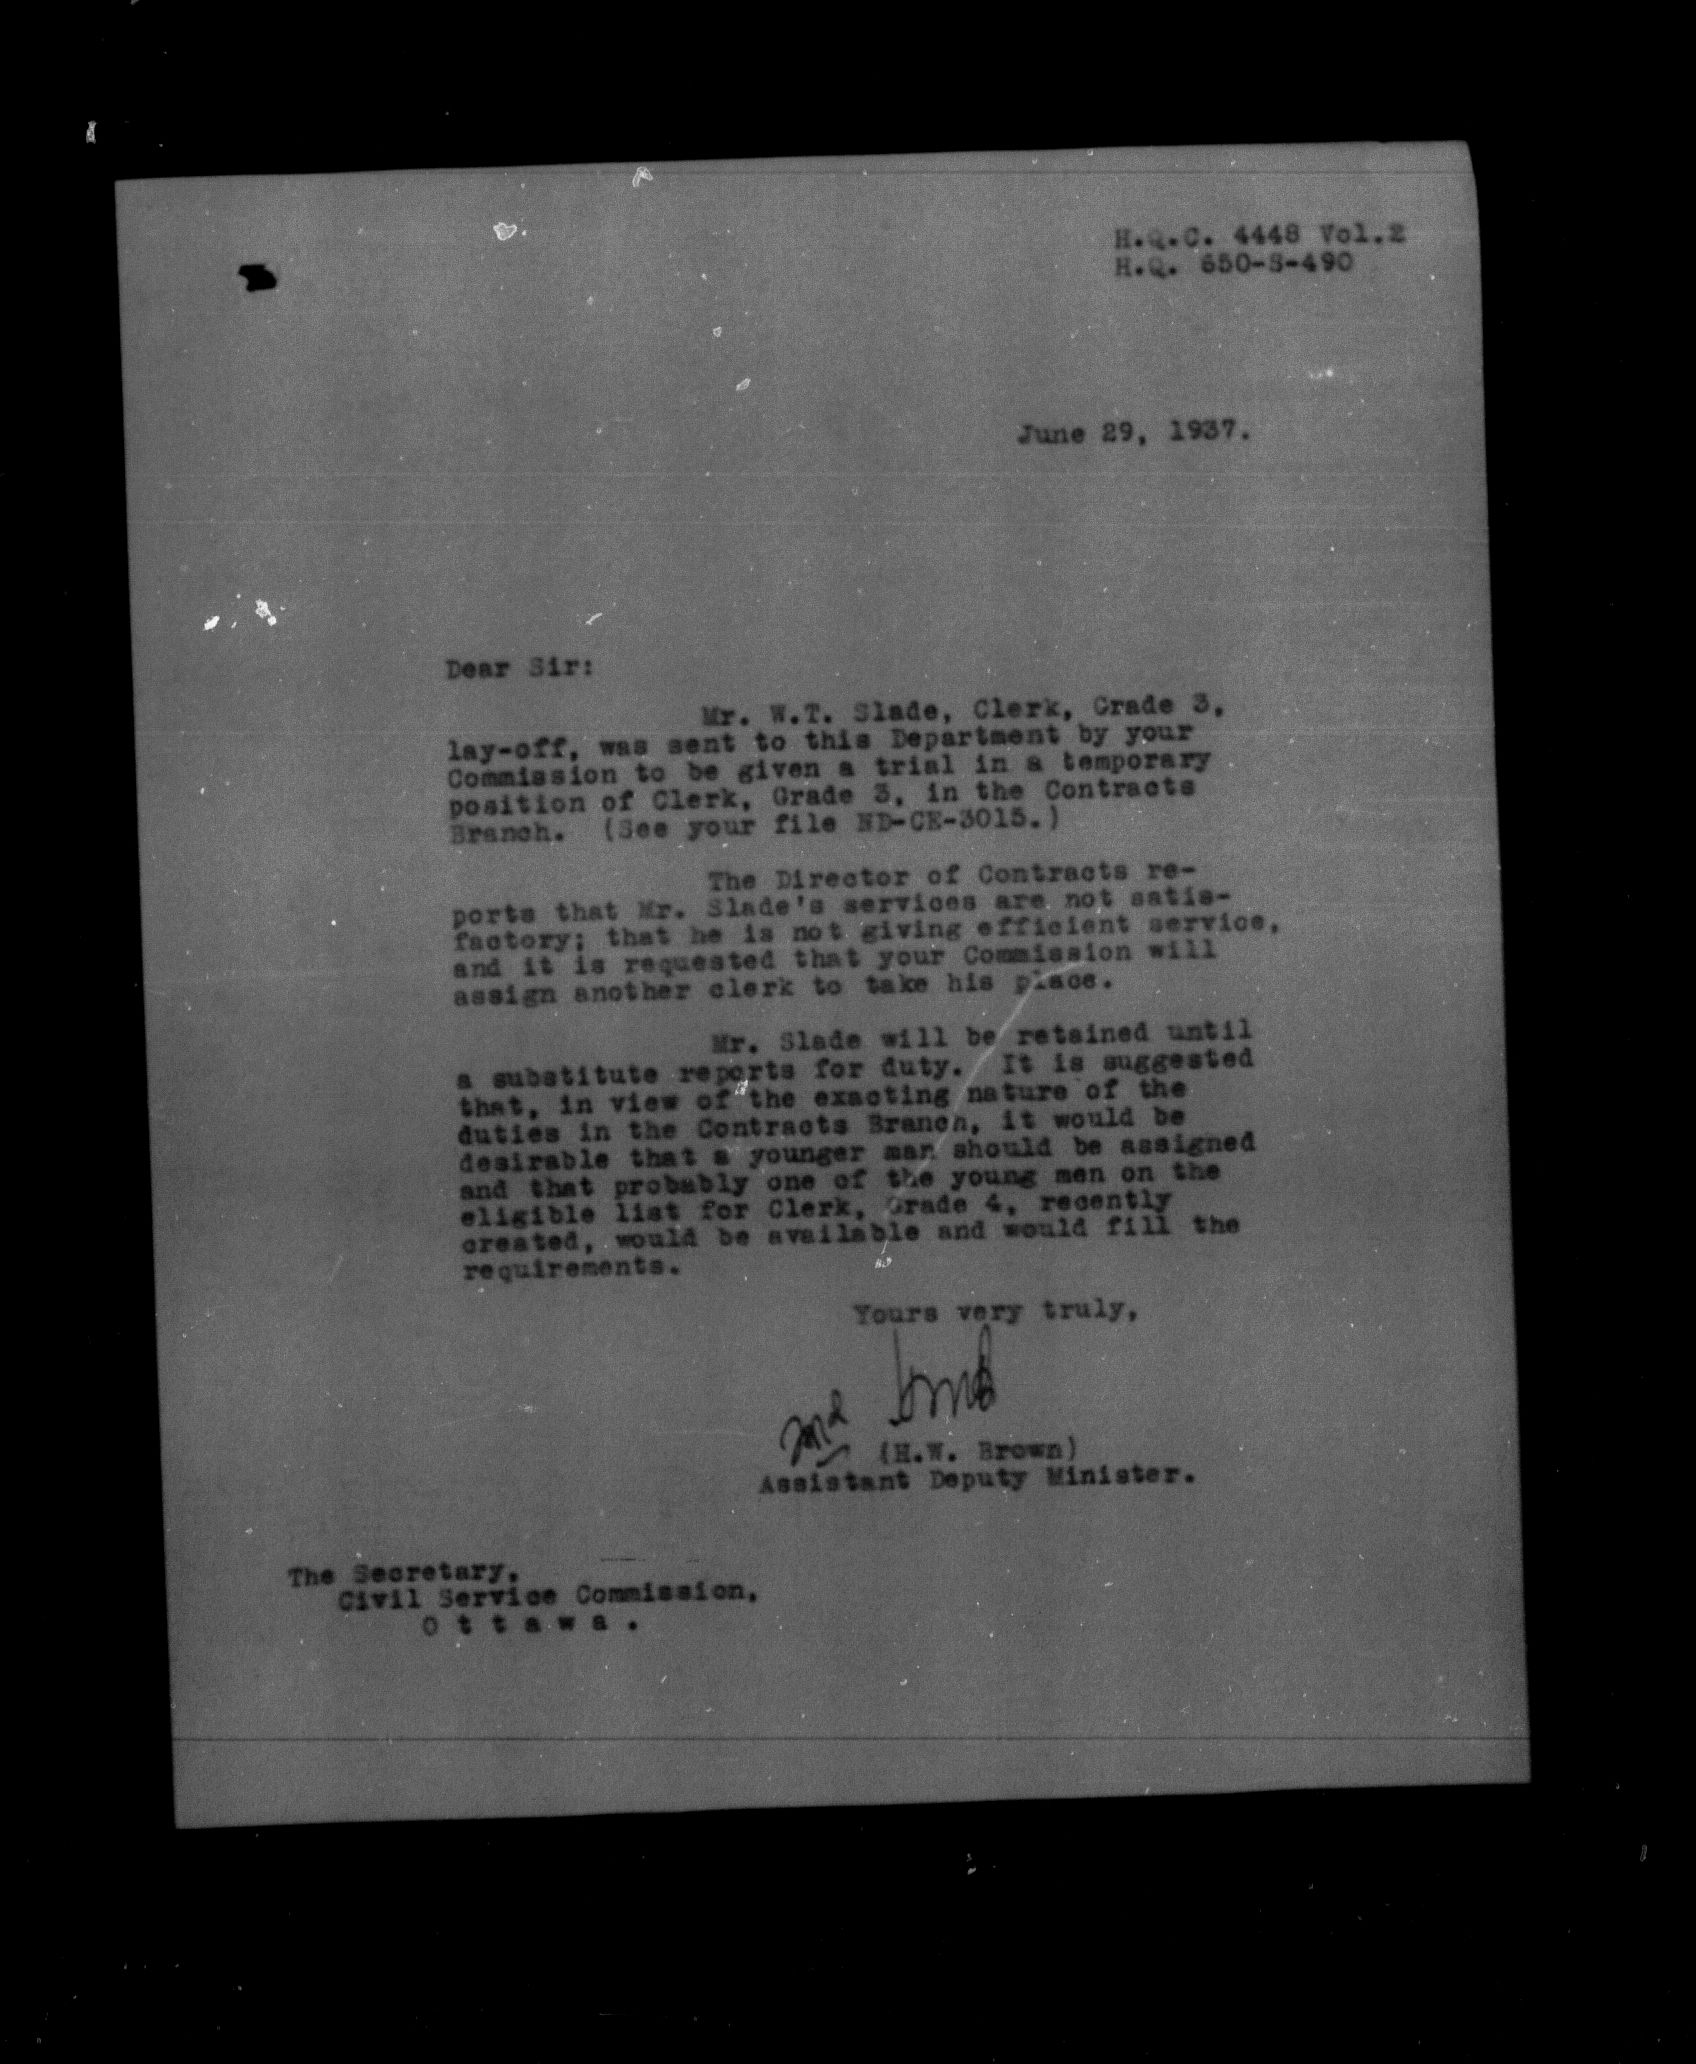 H.Q.C. 4448 Vol.2
H.Q. 650-S-490
June 29, 1937.
Dear Sir:
Mr. W.T. Slade, Clerk, Grade 3,
lay-off, was sent to this Department by your
Commission to be given a trial in a temporary
position of Clerk, Grade 3, in the Contracts
Branch. (See your file ND-CE-3015.)
The Director of Contracts re-
ports that Mr. Slade's services are not satis-
factory; that he is not giving efficient service,
and it is requested that your Commission will
assign another clerk to take his place.
Mr. Slade will be retained until
a substitute reports for duty. It is suggested
that, in view of the exacting nature of the
duties in the Contracts Branch, it would be
desirable that a younger man should be assigned
and that probably one of the young men on the
eligible list for Clerk, Grade 4, recently
created, would be available and would fill the
requirements.
Yours very truly,
(H.W. Brown)
Assistant Deputy Minister.
The Secretary,
Civil Service Commission,
O t t a w a .